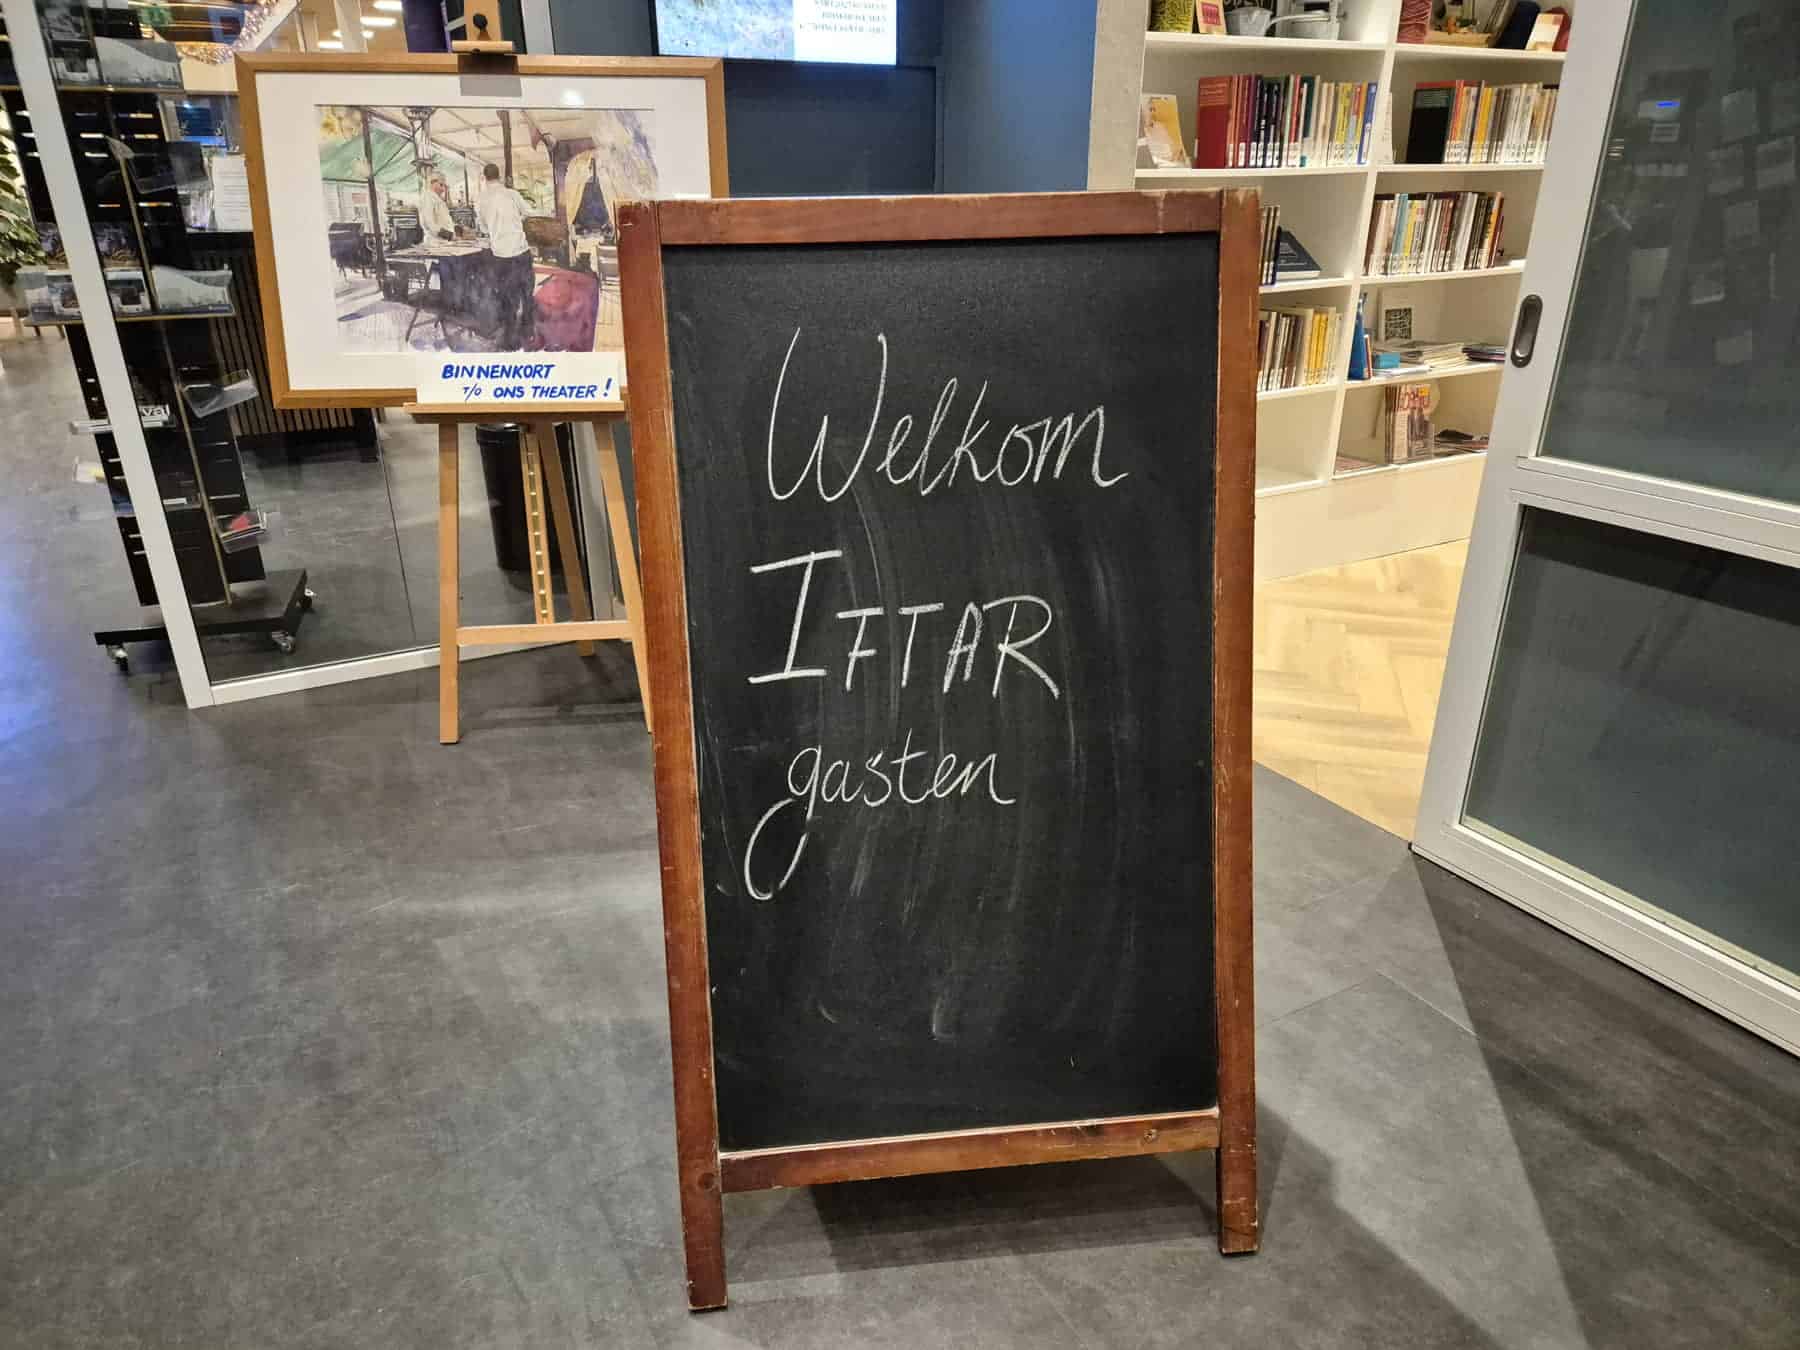 BINNENKORT
T/O ONS THEATER!
Welkom
IFTAR
gasten